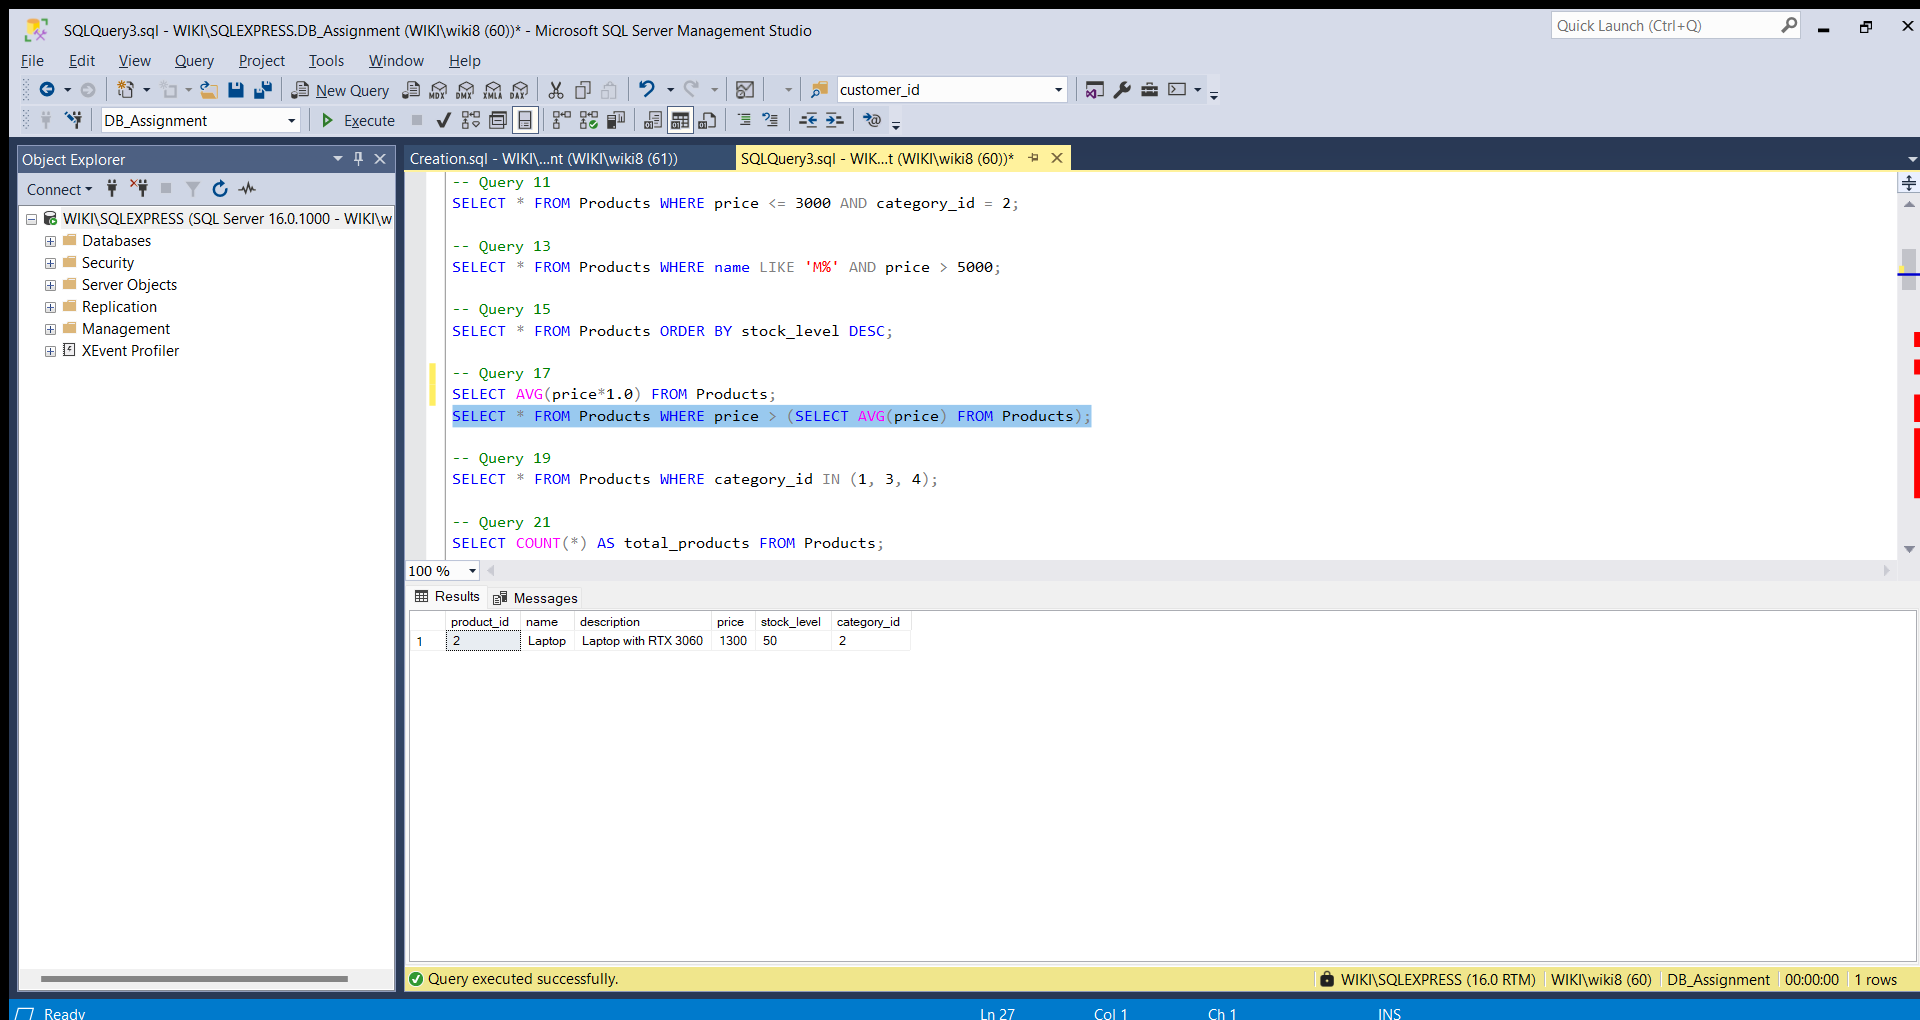 SQLQuery3.sql - WIKI\SQLEXPRESS.DB_Assignment (WIKI\wiki8 (60))* - Microsoft SQL Server Management Studio
Quick Launch (Ctrl+Q)
File Edit View Query Project Tools Window Help
New Query MDX DMX XMLA DAX customer_id
DB_Assignment Execute
Object Explorer
Creation.sql - WIKI\...nt (WIKI\wiki8 (61))
SQLQuery3.sql - WIK...t (WIKI\wiki8 (60))*
Connect
WIKI\SQLEXPRESS (SQL Server 16.0.1000 - WIKI\w
Databases
Security
Server Objects
Replication
Management
XEvent Profiler
-- Query 11
SELECT * FROM Products WHERE price <= 3000 AND category_id = 2;
-- Query 13
SELECT * FROM Products WHERE name LIKE 'M%' AND price > 5000;
-- Query 15
SELECT * FROM Products ORDER BY stock_level DESC;
-- Query 17
SELECT AVG(price*1.0) FROM Products;
SELECT * FROM Products WHERE price > (SELECT AVG(price) FROM Products);
-- Query 19
SELECT * FROM Products WHERE category_id IN (1, 3, 4);
-- Query 21
SELECT COUNT(*) AS total_products FROM Products;
100 %
Results Messages
product_id name description price stock_level category_id
1 2 Laptop Laptop with RTX 3060 1300 50 2
Query executed successfully. WIKI\SQLEXPRESS (16.0 RTM) WIKI\wiki8 (60) DB_Assignment 00:00:00 1 rows
Ready Ln 27 Col 1 Ch 1 INS